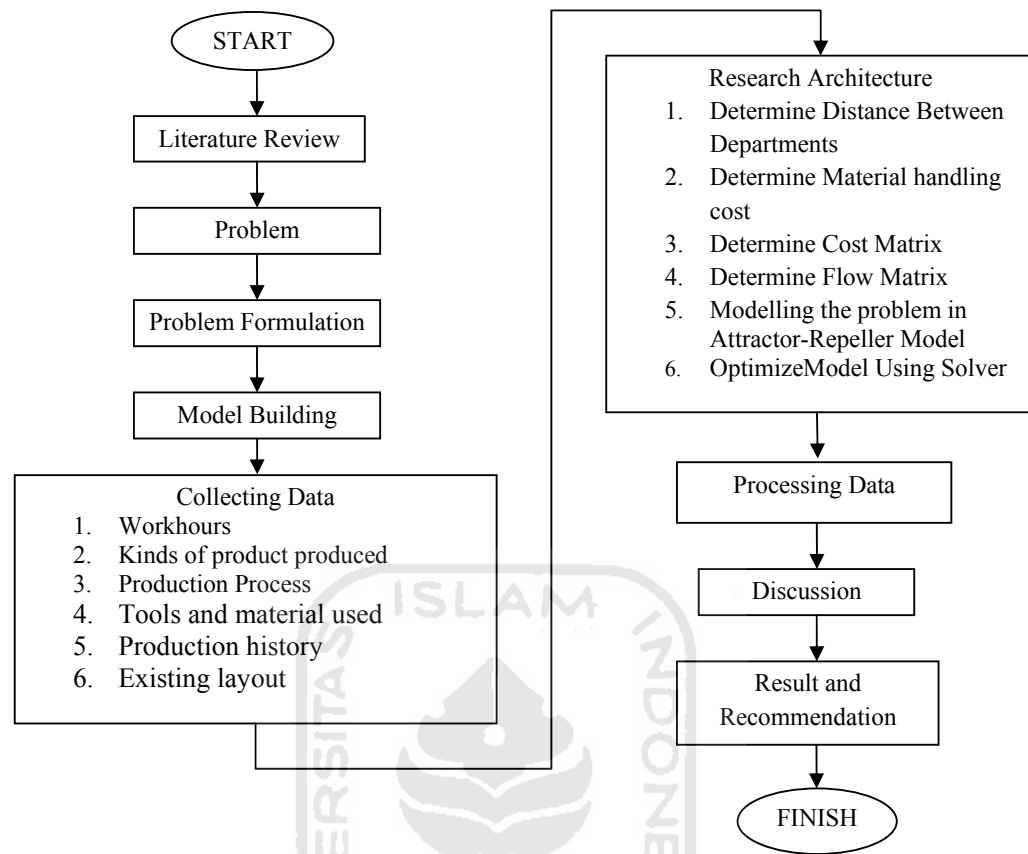 START
Literature Review
Problem
Problem Formulation
Model Building
Collecting Data
1. Workhours
2. Kinds of product produced
3. Production Process
4. Tools and material used
5. Production history
6. Existing layout
Research Architecture
1. Determine Distance Between
Departments
2. Determine Material handling
cost
3. Determine Cost Matrix
4. Determine Flow Matrix
5. Modelling the problem in
Attractor-Repeller Model
6. OptimizeModel Using Solver
Processing Data
Discussion
Result and
Recommendation
FINISH
ISLAM